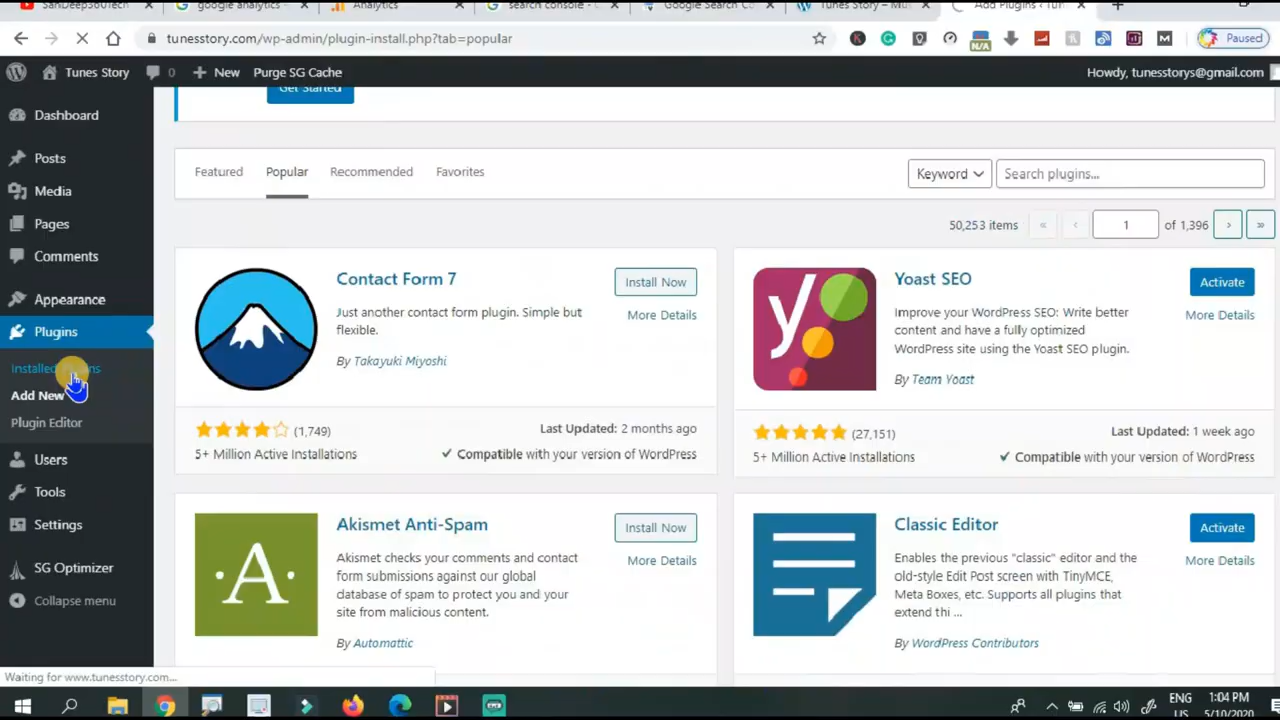 SanDeep360Tech
google analytics -
Analytics
search console -
Google Search Co
Tunes Story – Mu
Add Plugins ‹ Tun
tunesstory.com/wp-admin/plugin-install.php?tab=popular
N/A
Paused
Tunes Story
0
New
Purge SG Cache
Howdy, tunesstorys@gmail.com
Get Started
Dashboard
Posts
Media
Pages
Comments
Appearance
Plugins
Add New
Plugin Editor
Users
Tools
Settings
SG Optimizer
Collapse menu
Featured
Popular
Recommended
Favorites
Keyword
Search plugins...
50,253 items
«
‹
1
of 1,396
›
»
Contact Form 7
Install Now
More Details
Just another contact form plugin. Simple but
flexible.
By Takayuki Miyoshi
(1,749)
Last Updated: 2 months ago
5+ Million Active Installations
Compatible with your version of WordPress
Yoast SEO
Activate
More Details
Improve your WordPress SEO: Write better
content and have a fully optimized
WordPress site using the Yoast SEO plugin.
By Team Yoast
(27,151)
Last Updated: 1 week ago
5+ Million Active Installations
Compatible with your version of WordPress
Akismet Anti-Spam
Install Now
More Details
Akismet checks your comments and contact
form submissions against our global
database of spam to protect you and your
site from malicious content.
By Automattic
Classic Editor
Activate
More Details
Enables the previous "classic" editor and the
old-style Edit Post screen with TinyMCE,
Meta Boxes, etc. Supports all plugins that
extend thi ...
By WordPress Contributors
Waiting for www.tunesstory.com...
ENG
1:04 PM
5/10/2020